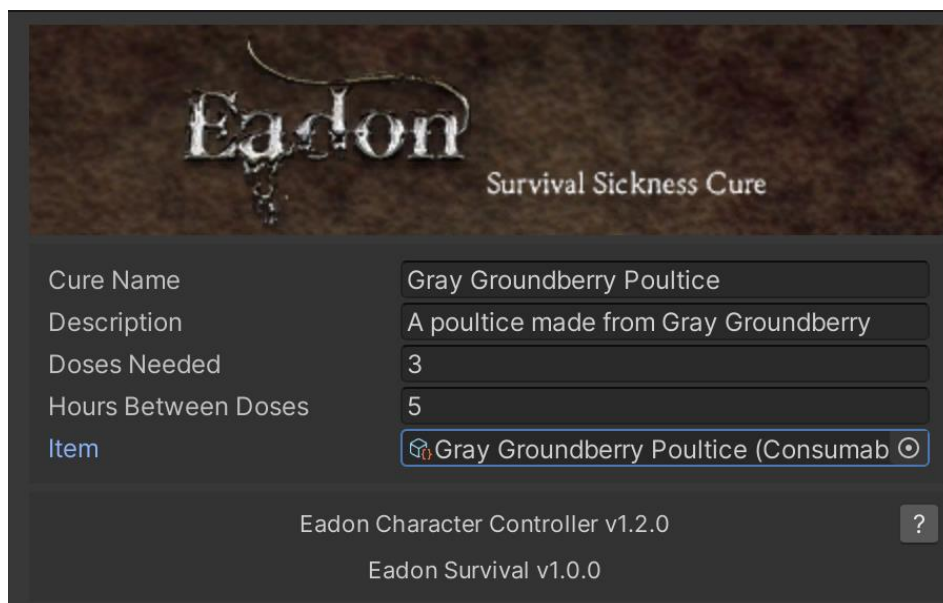 Eadon
Survival Sickness Cure
Cure Name Gray Groundberry Poultice
Description A poultice made from Gray Groundberry
Doses Needed 3
Hours Between Doses 5
Item Gray Groundberry Poultice (Consumab
Eadon Character Controller v1.2.0 ?
Eadon Survival v1.0.0